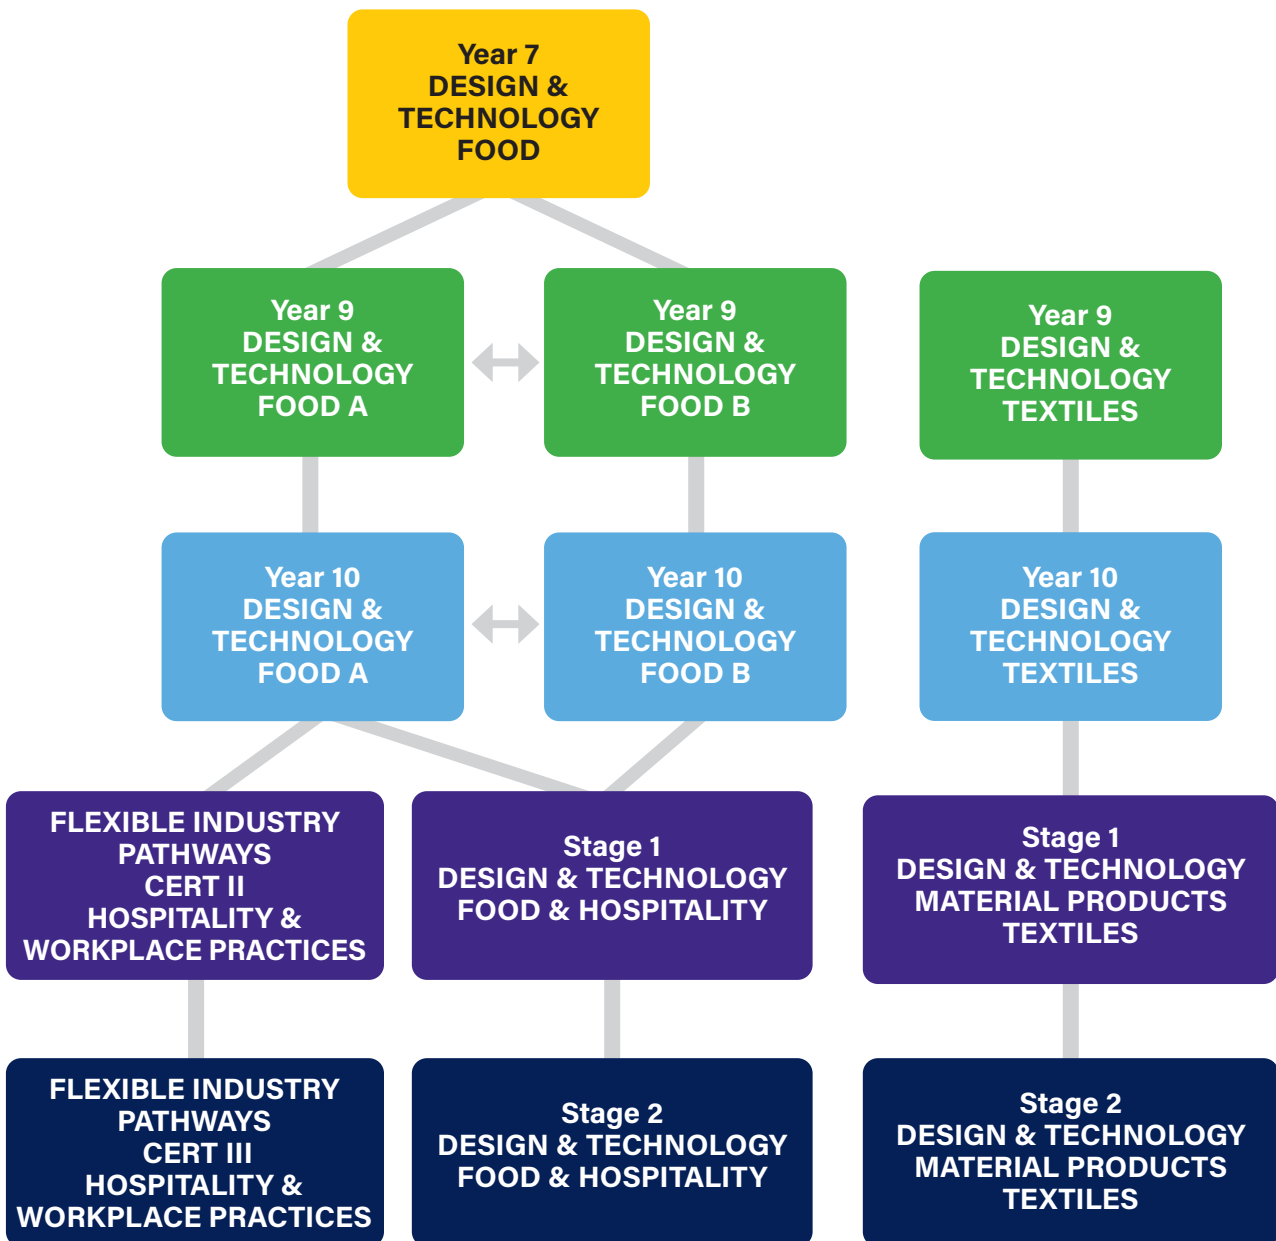 Year 7
DESIGN &
TECHNOLOGY
FOOD
Year 9
DESIGN &
TECHNOLOGY
FOOD A
Year 9
DESIGN &
TECHNOLOGY
FOOD B
Year 9
DESIGN &
TECHNOLOGY
TEXTILES
Year 10
DESIGN &
TECHNOLOGY
FOOD A
Year 10
DESIGN &
TECHNOLOGY
FOOD B
Year 10
DESIGN &
TECHNOLOGY
TEXTILES
FLEXIBLE INDUSTRY
PATHWAYS
CERT II
HOSPITALITY &
WORKPLACE PRACTICES
Stage 1
DESIGN & TECHNOLOGY
FOOD & HOSPITALITY
Stage 1
DESIGN & TECHNOLOGY
MATERIAL PRODUCTS
TEXTILES
FLEXIBLE INDUSTRY
PATHWAYS
CERT III
HOSPITALITY &
WORKPLACE PRACTICES
Stage 2
DESIGN & TECHNOLOGY
FOOD & HOSPITALITY
Stage 2
DESIGN & TECHNOLOGY
MATERIAL PRODUCTS
TEXTILES